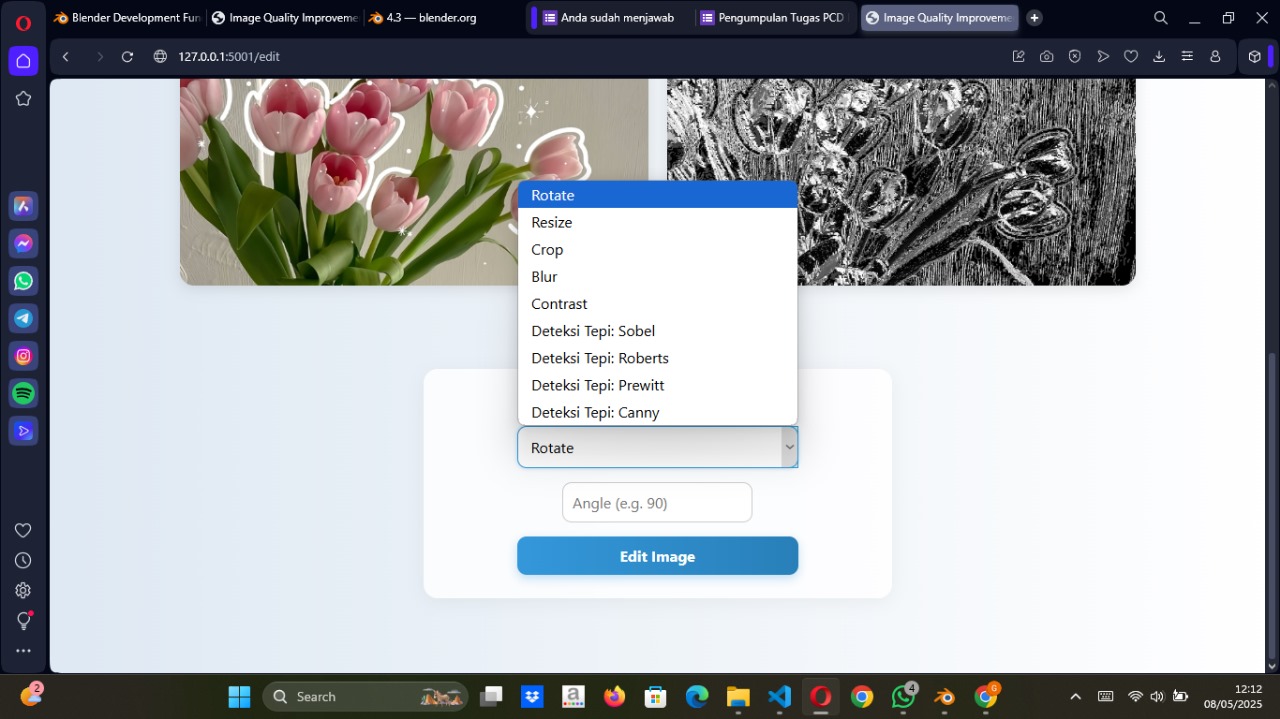 Blender Development Fun
Image Quality Improveme
4.3 — blender.org
Anda sudah menjawab
Pengumpulan Tugas PCD
Image Quality Improveme
127.0.0.1:5001/edit
Rotate
Resize
Crop
Blur
Contrast
Deteksi Tepi: Sobel
Deteksi Tepi: Roberts
Deteksi Tepi: Prewitt
Deteksi Tepi: Canny
Rotate
Angle (e.g. 90)
Edit Image
2
Search
a
4
6
12:12
08/05/2025